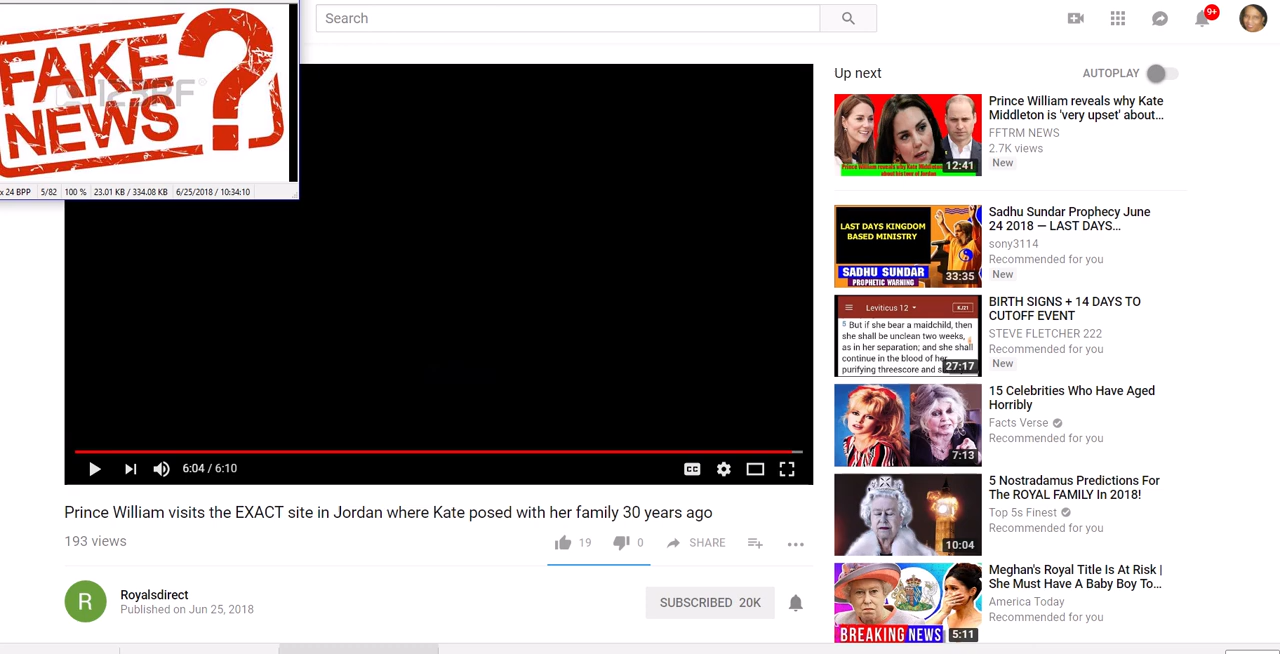 FAKE
NEWS
?
123RF
x 24 BPP 5/82 100 % 23.01 KB / 334.08 KB 6/25/2018 / 10:34:10
Search
9+
6:04 / 6:10
CC
Prince William visits the EXACT site in Jordan where Kate posed with her family 30 years ago
193 views
19
0
SHARE
R
Royalsdirect
Published on Jun 25, 2018
SUBSCRIBED 20K
Up next
AUTOPLAY
12:41
Prince William reveals why Kate
Middleton is 'very upset' about...
FFTRM NEWS
2.7K views
New
LAST DAYS KINGDOM
BASED MINISTRY
SADHU SUNDAR
PROPHETIC WARNING
33:35
Sadhu Sundar Prophecy June
24 2018 — LAST DAYS...
sony3114
Recommended for you
New
Leviticus 12
KJ21
5 But if she bear a maidchild, then
she shall be unclean two weeks,
as in her separation; and she shall
continue in the blood of her
purifying threescore and
27:17
BIRTH SIGNS + 14 DAYS TO
CUTOFF EVENT
STEVE FLETCHER 222
Recommended for you
New
7:13
15 Celebrities Who Have Aged
Horribly
Facts Verse
Recommended for you
10:04
5 Nostradamus Predictions For
The ROYAL FAMILY In 2018!
Top 5s Finest
Recommended for you
BREAKING NEWS
5:11
Meghan's Royal Title Is At Risk |
She Must Have A Baby Boy To...
America Today
Recommended for you